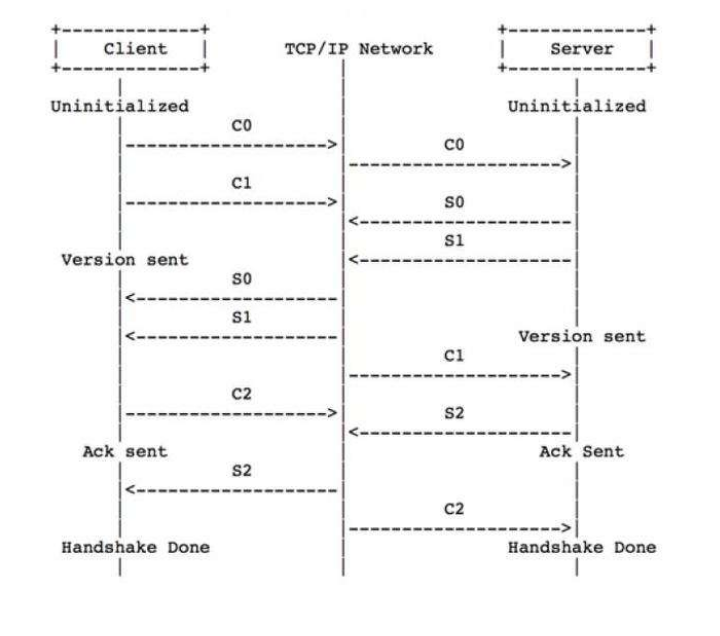 Client TCP/IP Network Server
Uninitialized Uninitialized
C0
C0
C1
S0
S1
Version sent
S0
S1
Version sent
C1
C2
S2
Ack sent Ack Sent
S2
C2
Handshake Done Handshake Done